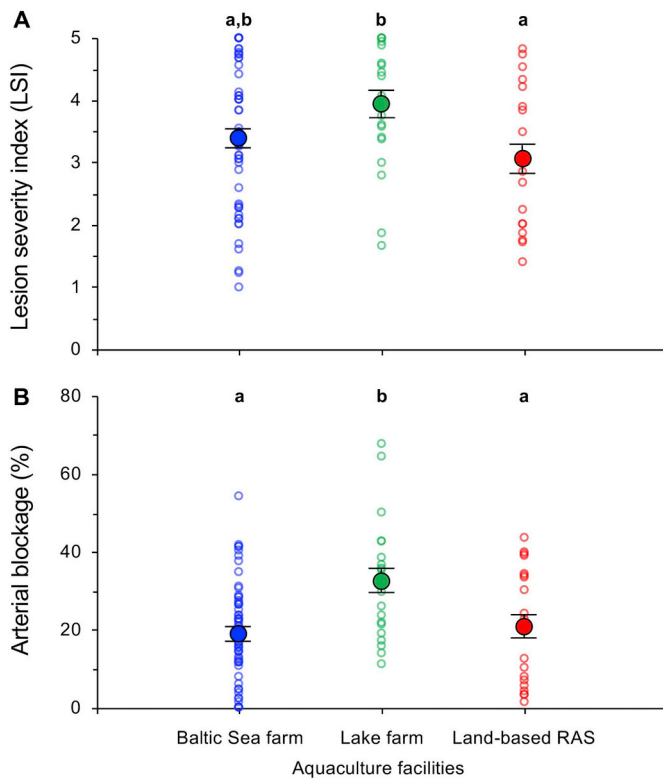 A
a,b b a
5
4
3
2
1
0
Lesion severity index (LSI)
B
a b a
80
60
40
20
0
Arterial blockage (%)
Baltic Sea farm Lake farm Land-based RAS
Aquaculture facilities